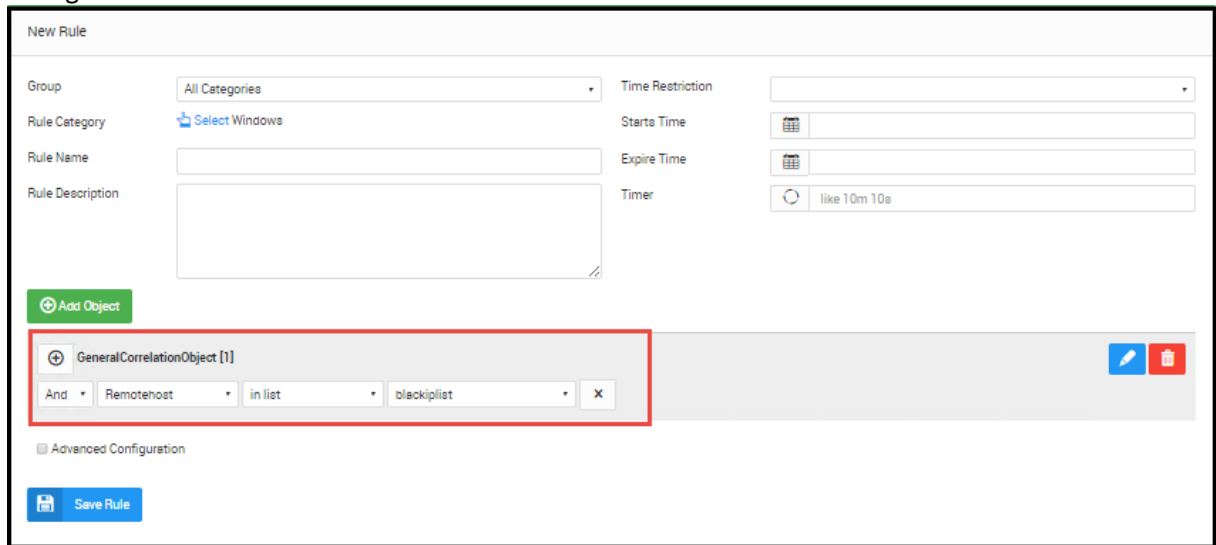 New Rule
Group All Categories Time Restriction
Rule Category Select Windows Starts Time
Rule Name Expire Time
Rule Description Timer like 10m 10s
Add Object
GeneralCorrelationObject [1]
And Remotehost in list blackiplist x
Advanced Configuration
Save Rule